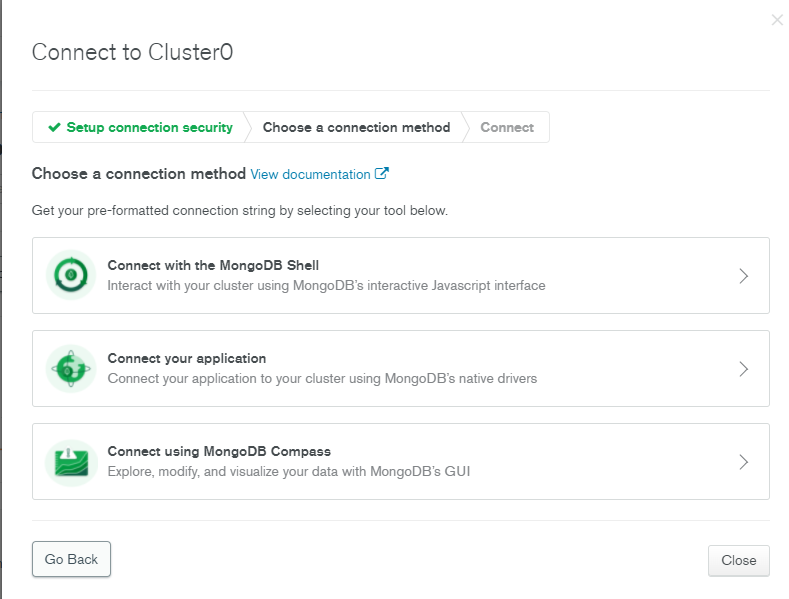 Connect to Cluster0
Setup connection security
Choose a connection method
Connect
Choose a connection method View documentation
Get your pre-formatted connection string by selecting your tool below.
Connect with the MongoDB Shell
Interact with your cluster using MongoDB's interactive Javascript interface
Connect your application
Connect your application to your cluster using MongoDB's native drivers
Connect using MongoDB Compass
Explore, modify, and visualize your data with MongoDB's GUI
Go Back
Close